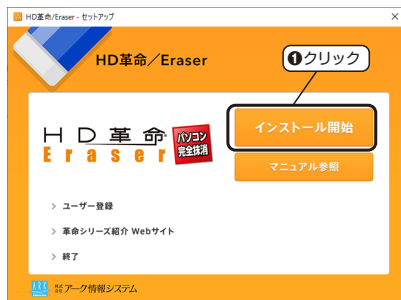 HD革命/Eraser - セットアップ
HD革命／Eraser
❶クリック
HD革命
Eraser
パソコン
完全抹消
インストール開始
マニュアル参照
> ユーザー登録
> 革命シリーズ紹介 Webサイト
> 終了
ARK
株式会社アーク情報システム